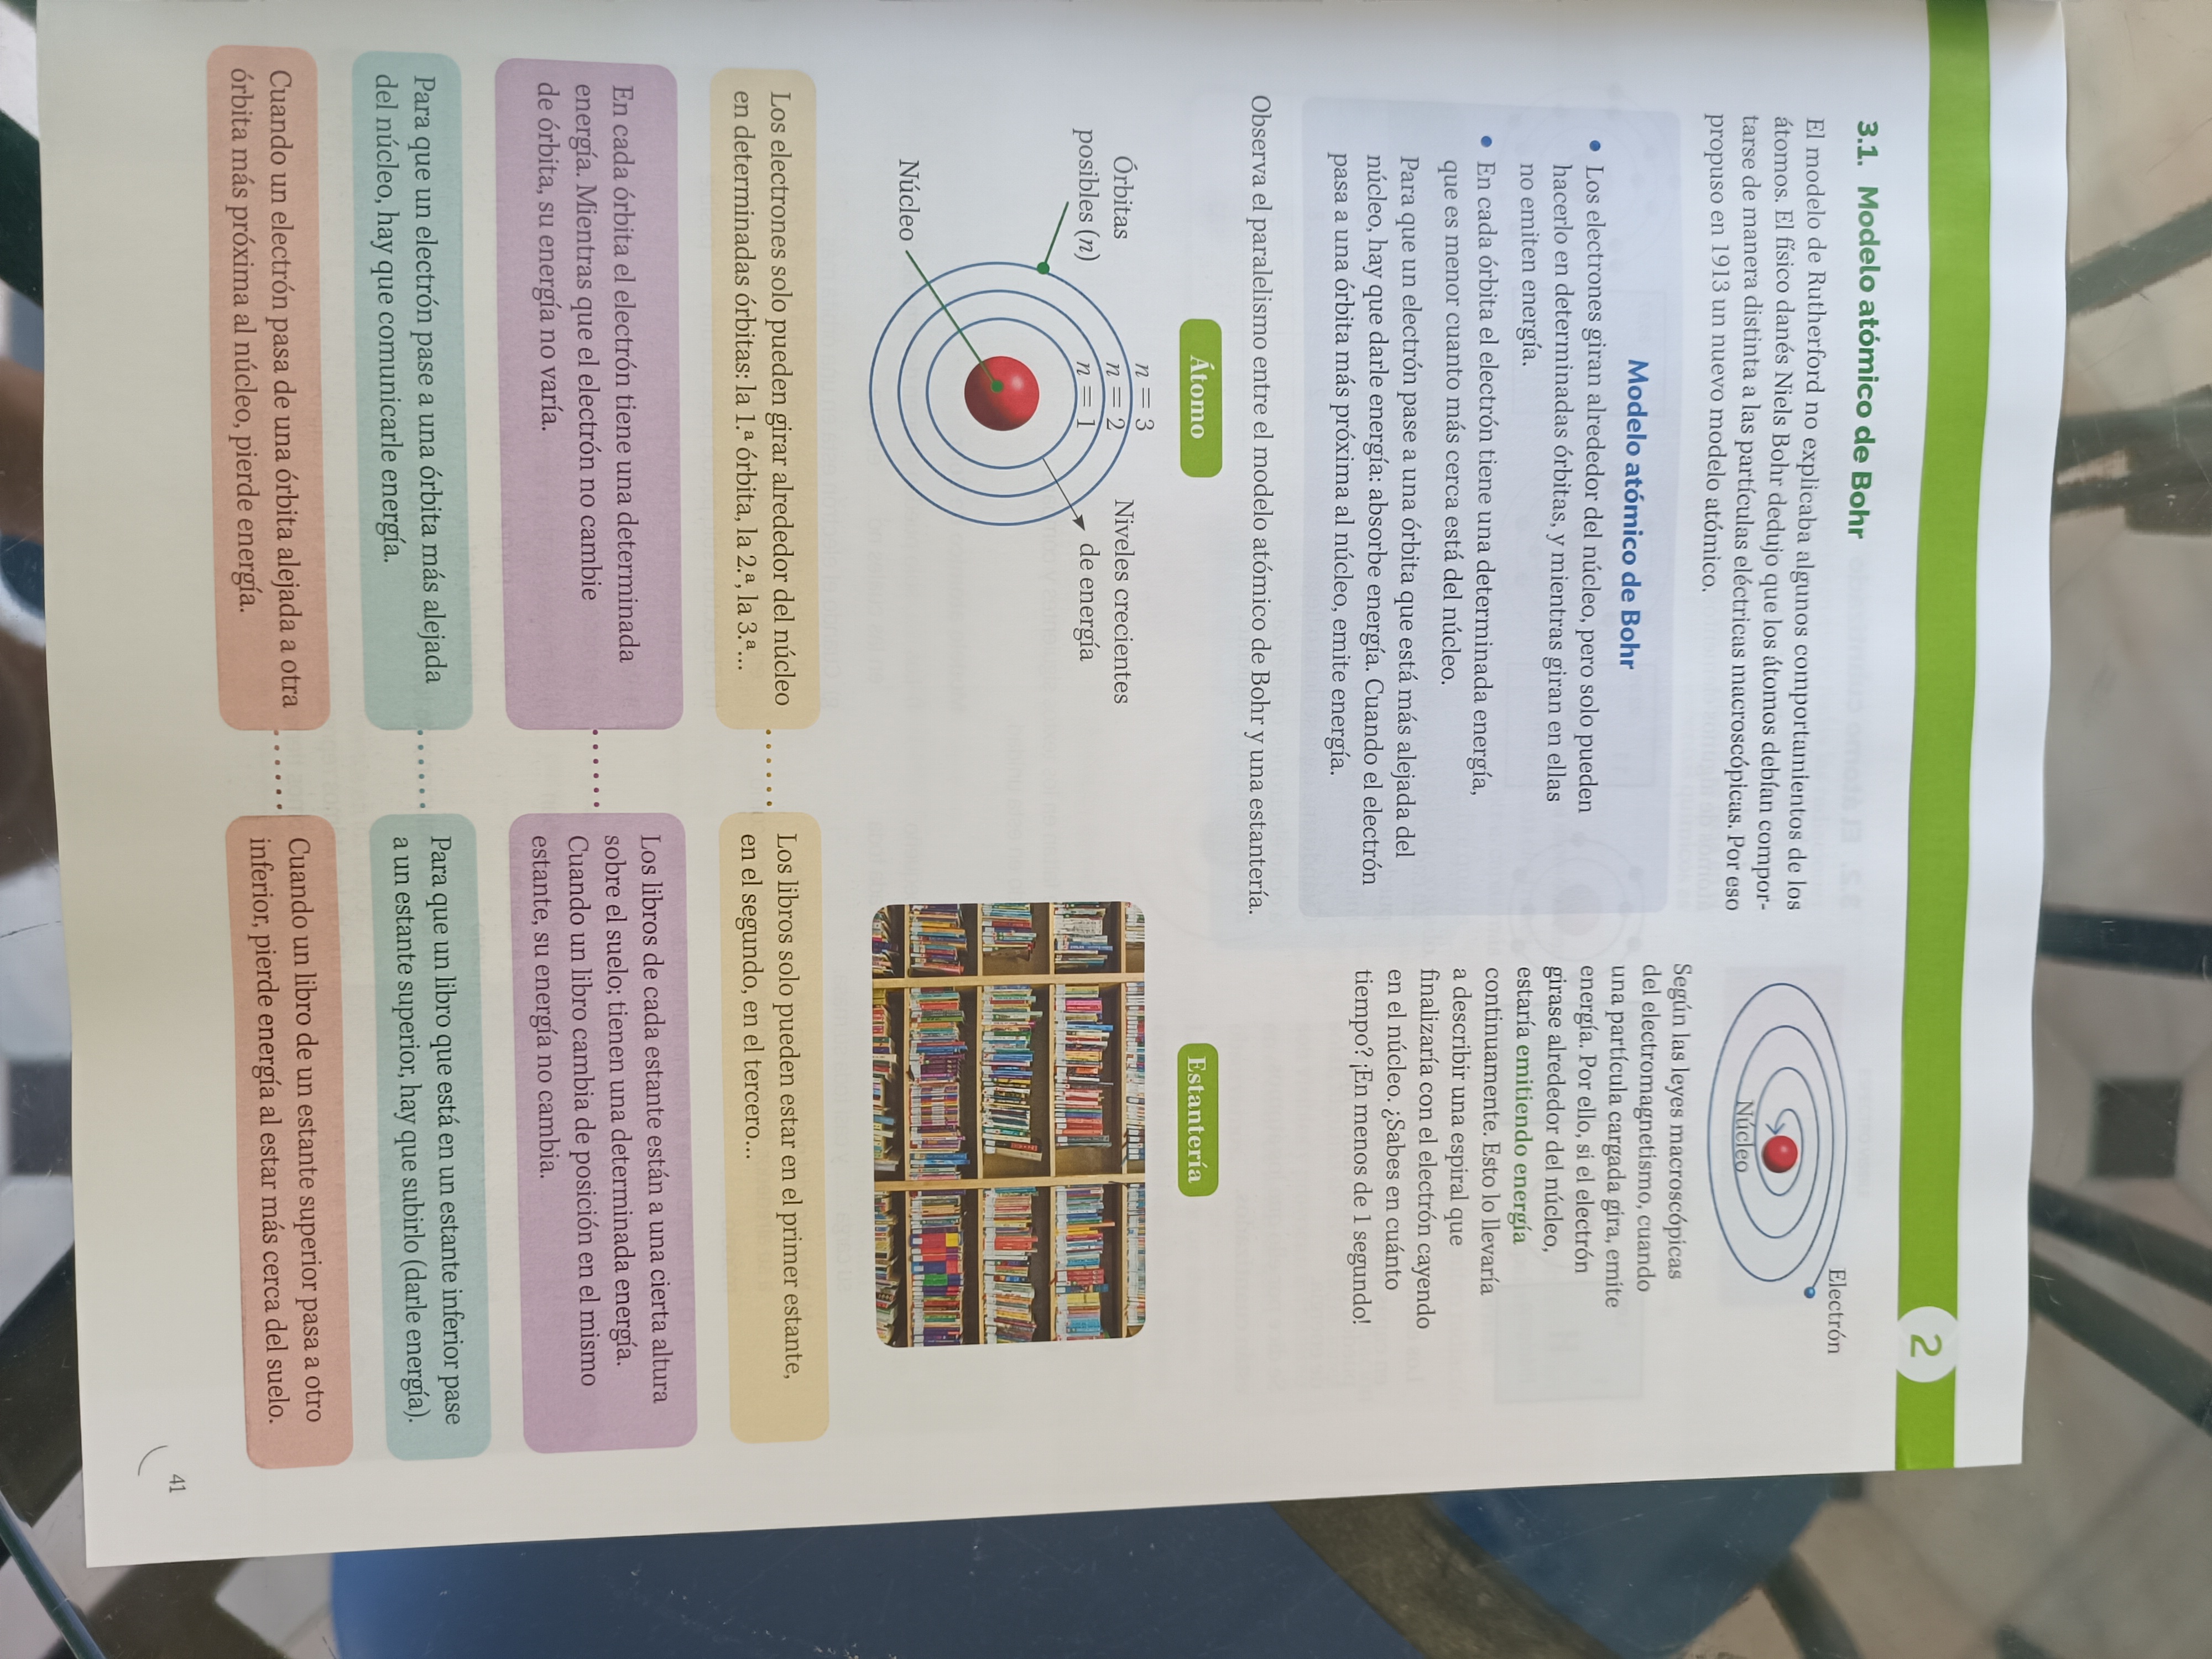 2
3.1. Modelo atómico de Bohr
El modelo de Rutherford no explicaba algunos comportamientos de los
átomos. El físico danés Niels Bohr dedujo que los átomos debían compor-
tarse de manera distinta a las partículas eléctricas macroscópicas. Por eso
propuso en 1913 un nuevo modelo atómico.
Modelo atómico de Bohr
• Los electrones giran alrededor del núcleo, pero solo pueden
hacerlo en determinadas órbitas, y mientras giran en ellas
no emiten energía.
• En cada órbita el electrón tiene una determinada energía,
que es menor cuanto más cerca está del núcleo.
Para que un electrón pase a una órbita que está más alejada del
núcleo, hay que darle energía: absorbe energía. Cuando el electrón
pasa a una órbita más próxima al núcleo, emite energía.
Electrón
Núcleo
Según las leyes macroscópicas
del electromagnetismo, cuando
una partícula cargada gira, emite
energía. Por ello, si el electrón
girase alrededor del núcleo,
estaría emitiendo energía
continuamente. Esto lo llevaría
a describir una espiral que
finalizaría con el electrón cayendo
en el núcleo. ¿Sabes en cuánto
tiempo? ¡En menos de 1 segundo!
Observa el paralelismo entre el modelo atómico de Bohr y una estantería.
Átomo
n = 3
n = 2
n = 1
Órbitas
posibles (n)
Niveles crecientes
de energía
Núcleo
Estantería
Los electrones solo pueden girar alrededor del núcleo
en determinadas órbitas: la 1.ª órbita, la 2.ª, la 3.ª...
Los libros solo pueden estar en el primer estante,
en el segundo, en el tercero...
En cada órbita el electrón tiene una determinada
energía. Mientras que el electrón no cambie
de órbita, su energía no varía.
Los libros de cada estante están a una cierta altura
sobre el suelo; tienen una determinada energía.
Cuando un libro cambia de posición en el mismo
estante, su energía no cambia.
Para que un electrón pase a una órbita más alejada
del núcleo, hay que comunicarle energía.
Para que un libro que está en un estante inferior pase
a un estante superior, hay que subirlo (darle energía).
Cuando un electrón pasa de una órbita alejada a otra
órbita más próxima al núcleo, pierde energía.
Cuando un libro de un estante superior pasa a otro
inferior, pierde energía al estar más cerca del suelo.
41